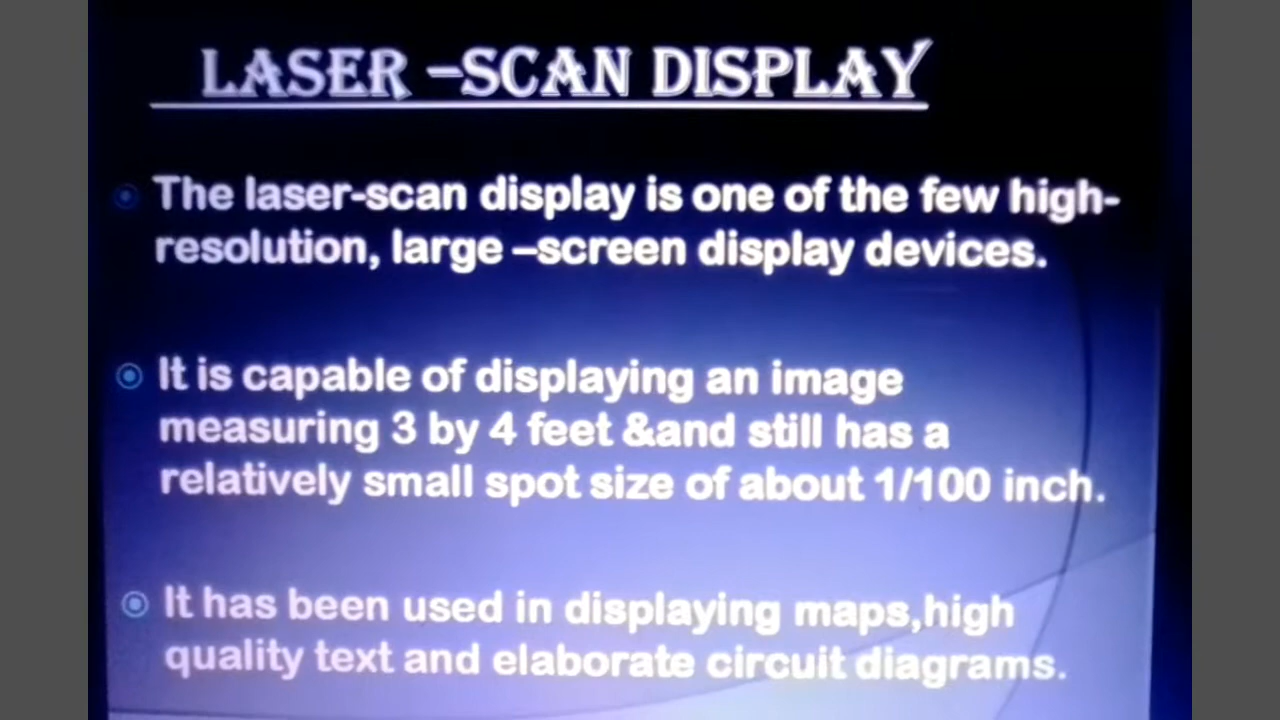 LASER –SCAN DISPLAY
The laser-scan display is one of the few high-
resolution, large –screen display devices.
It is capable of displaying an image
measuring 3 by 4 feet &and still has a
relatively small spot size of about 1/100 inch.
It has been used in displaying maps,high
quality text and elaborate circuit diagrams.